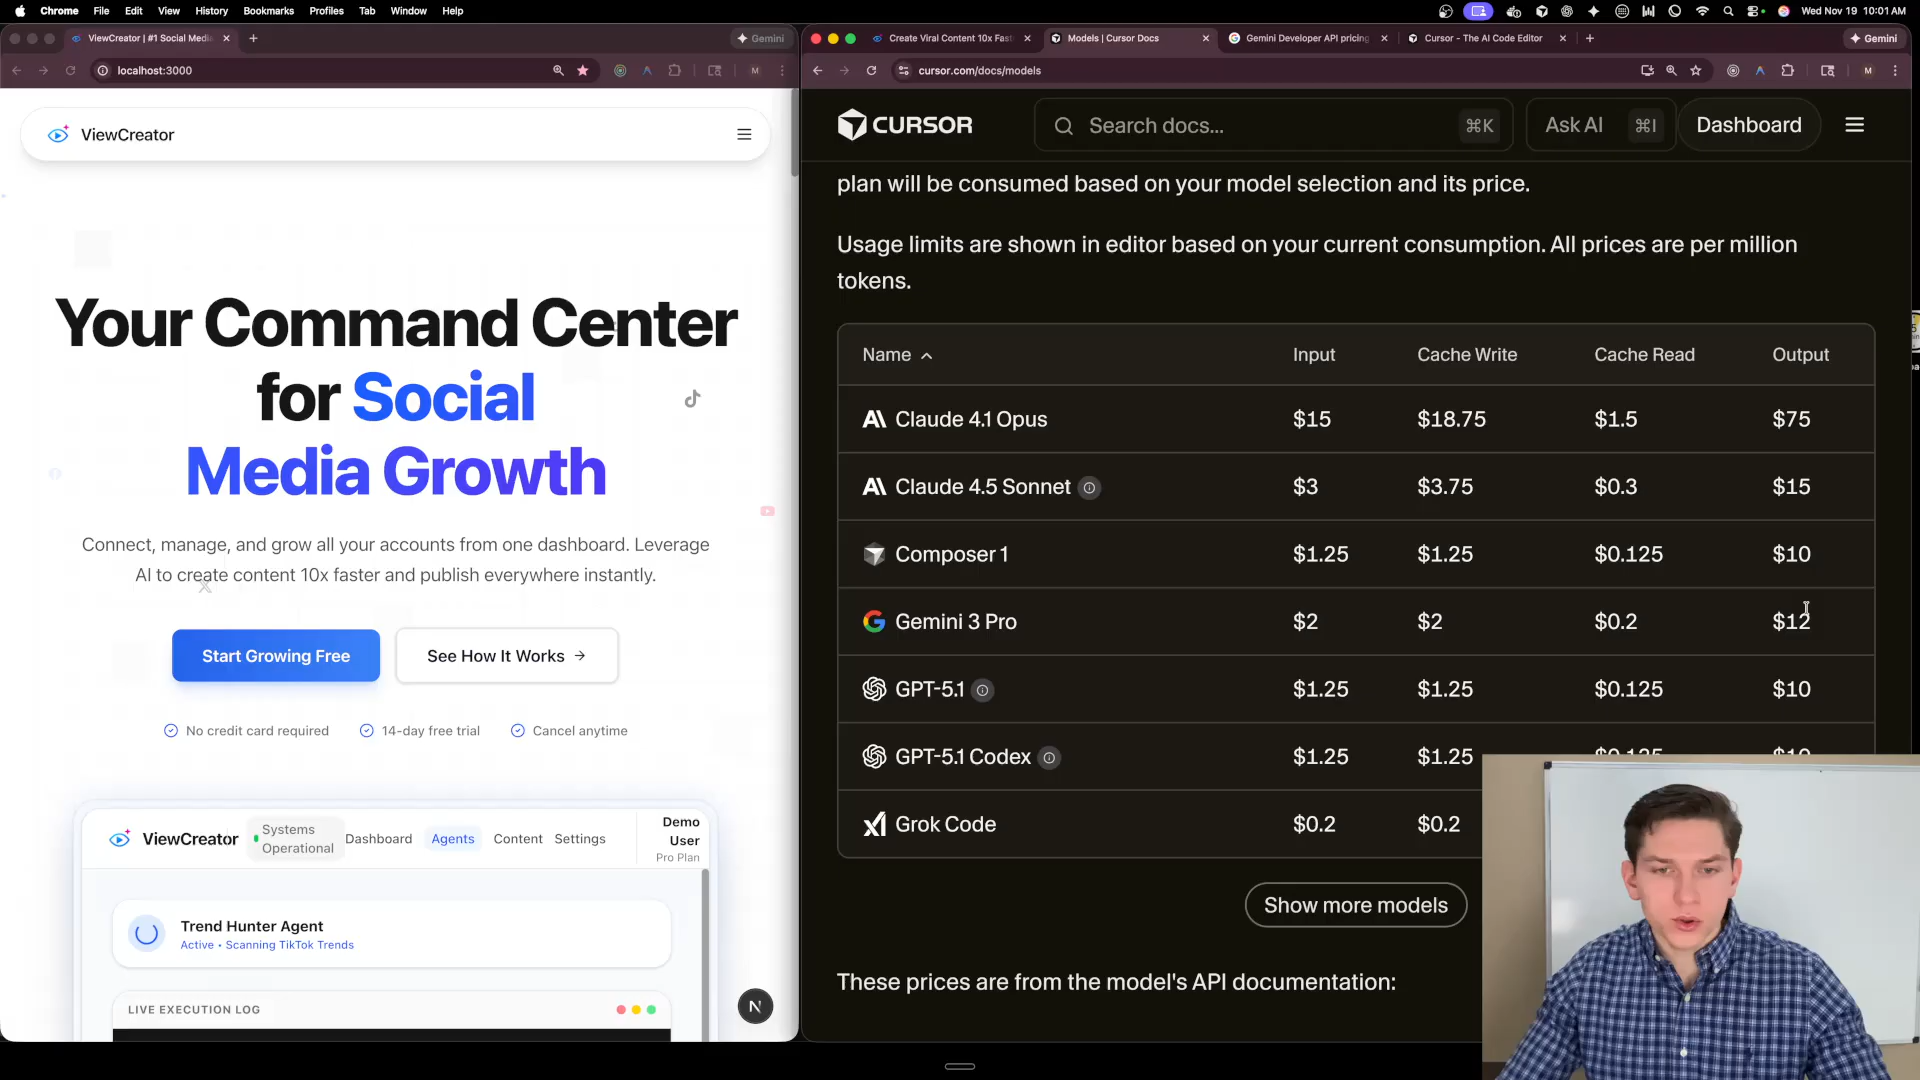 Chrome File Edit View History Bookmarks Profiles Tab Window Help
Wed Nov 19 10:01 AM
ViewCreator | #1 Social Medi
Gemini
localhost:3000
M
ViewCreator
Your Command Center
for Social
Media Growth
Connect, manage, and grow all your accounts from one dashboard. Leverage
AI to create content 10x faster and publish everywhere instantly.
Start Growing Free
See How It Works →
No credit card required
14-day free trial
Cancel anytime
ViewCreator
Systems
Operational
Dashboard
Agents
Content
Settings
Demo
User
Pro Plan
Trend Hunter Agent
Active • Scanning TikTok Trends
LIVE EXECUTION LOG
N
Create Viral Content 10x Fast
Models | Cursor Docs
Gemini Developer API pricing
Cursor - The AI Code Editor
Gemini
cursor.com/docs/models
M
CURSOR
Search docs...
⌘K
Ask AI
⌘I
Dashboard
plan will be consumed based on your model selection and its price.
Usage limits are shown in editor based on your current consumption. All prices are per million
tokens.
Name Input Cache Write Cache Read Output
Claude 4.1 Opus $15 $18.75 $1.5 $75
Claude 4.5 Sonnet $3 $3.75 $0.3 $15
Composer 1 $1.25 $1.25 $0.125 $10
Gemini 3 Pro $2 $2 $0.2 $12
GPT-5.1 $1.25 $1.25 $0.125 $10
GPT-5.1 Codex $1.25 $1.25 $0.125 $10
Grok Code $0.2 $0.2
Show more models
These prices are from the model's API documentation: